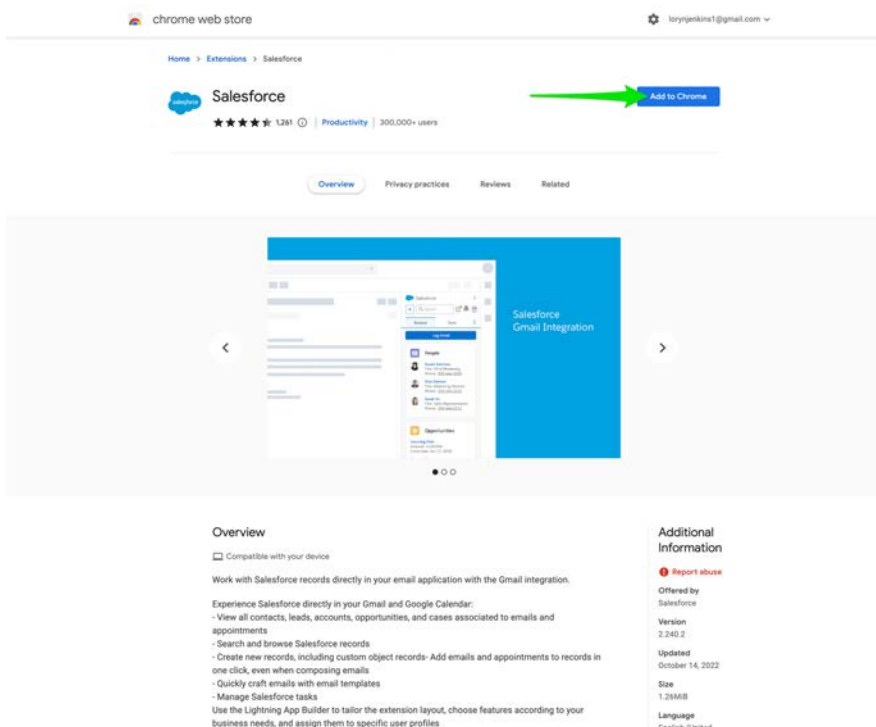 chrome web store
lorynjenkins1@gmail.com
Home > Extensions > Salesforce
salesforce
Salesforce
Add to Chrome
1,261 | Productivity | 300,000+ users
Overview Privacy practices Reviews Related
Salesforce
Log Email
People
Opportunities
Salesforce
Gmail Integration
Overview
Compatible with your device
Work with Salesforce records directly in your email application with the Gmail integration.
Experience Salesforce directly in your Gmail and Google Calendar:
- View all contacts, leads, accounts, opportunities, and cases associated to emails and
appointments
- Search and browse Salesforce records
- Create new records, including custom object records- Add emails and appointments to records in
one click, even when composing emails
- Quickly craft emails with email templates
- Manage Salesforce tasks
Use the Lightning App Builder to tailor the extension layout, choose features according to your
business needs, and assign them to specific user profiles
Additional
Information
Report abuse
Offered by
Salesforce
Version
2.240.2
Updated
October 14, 2022
Size
1.26MiB
Language
English (United